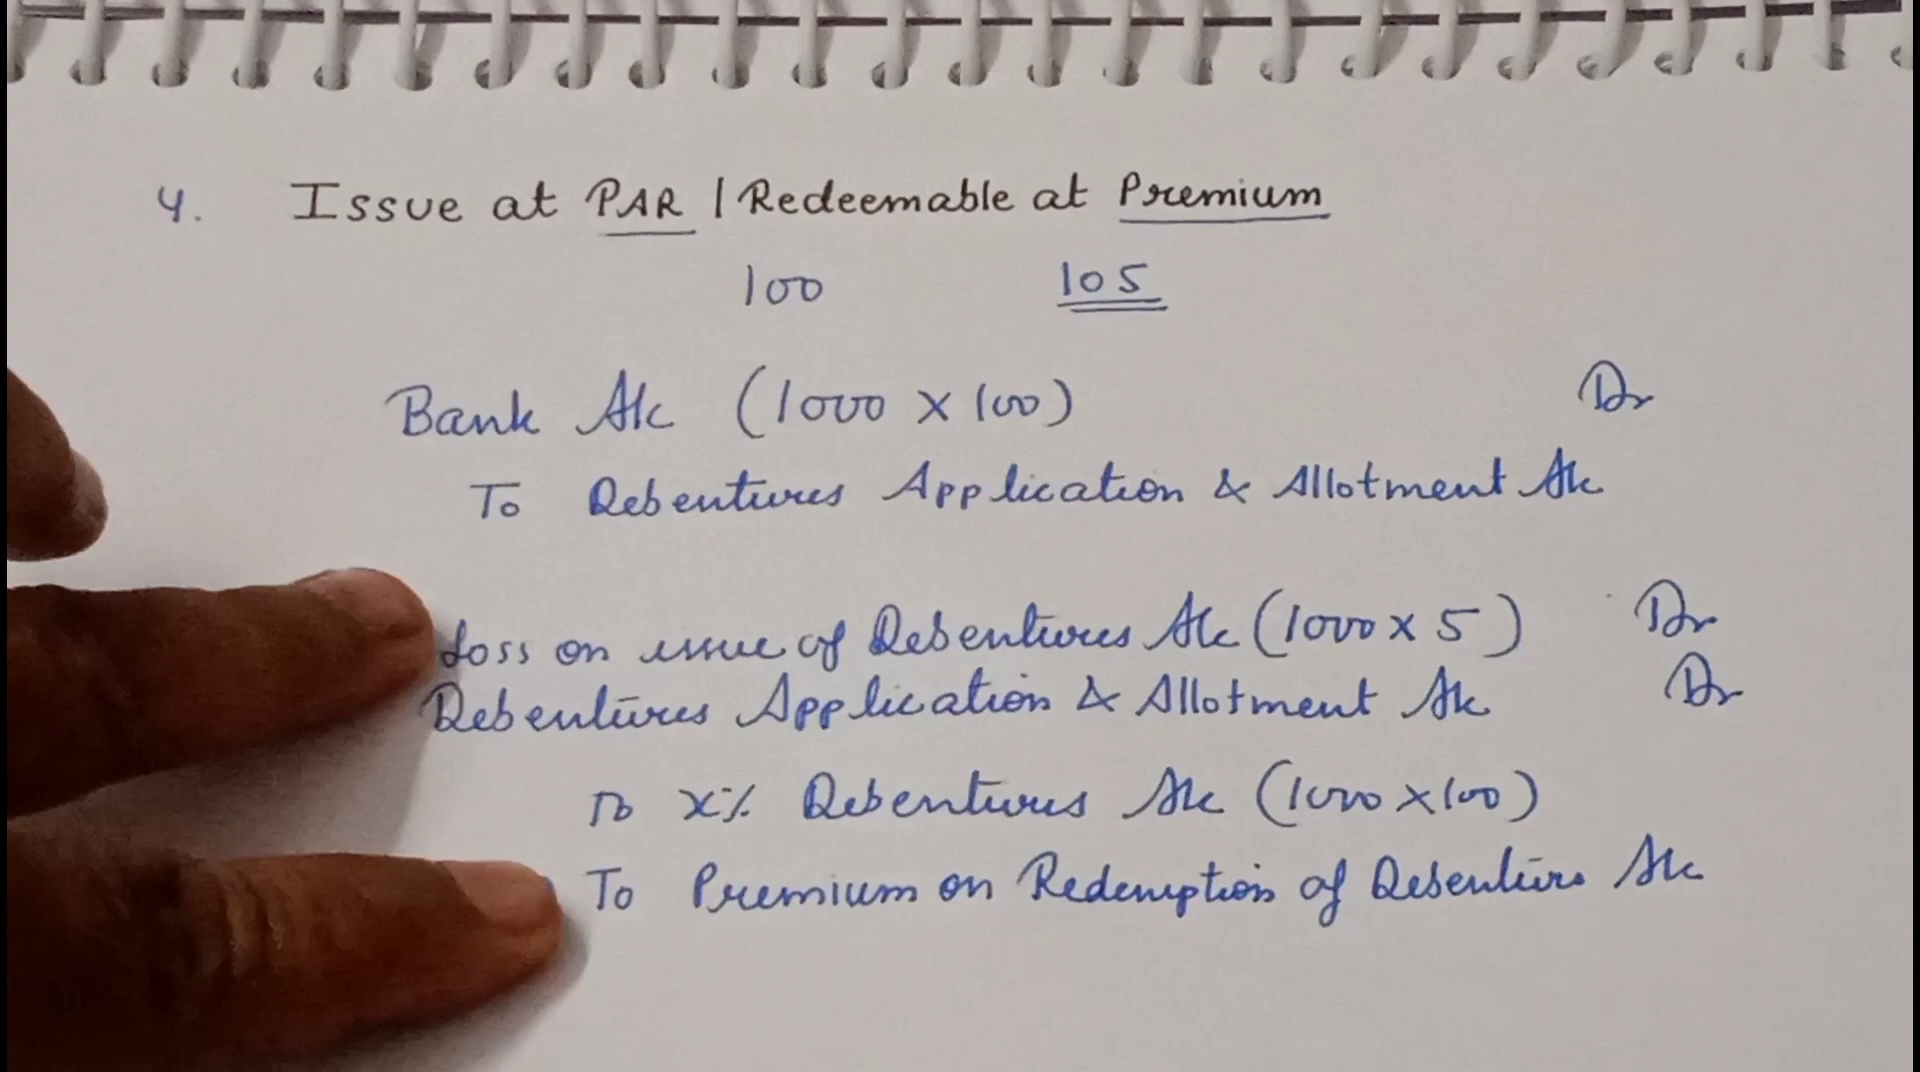 4. Issue at PAR | Redeemable at Premium
100 105
Bank A/c (1000 x 100) Dr
To Debentures Application & Allotment A/c
Loss on issue of Debentures A/c (1000 x 5) Dr
Debentures Application & Allotment A/c Dr
To X% Debentures A/c (1000 x 100)
To Premium on Redemption of Debenture A/c